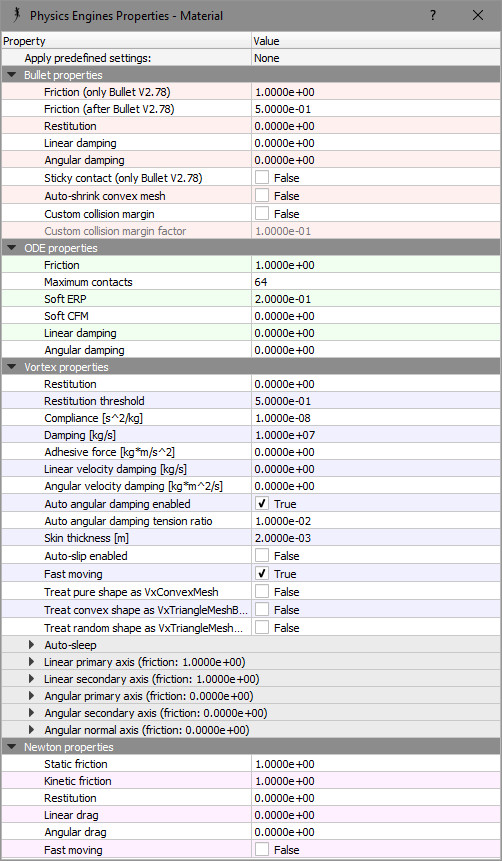 Physics Engines Properties - Material ?
Property Value
Apply predefined settings: None
Bullet properties
Friction (only Bullet V2.78) 1.0000e+00
Friction (after Bullet V2.78) 5.0000e-01
Restitution 0.0000e+00
Linear damping 0.0000e+00
Angular damping 0.0000e+00
Sticky contact (only Bullet V2.78) False
Auto-shrink convex mesh False
Custom collision margin False
Custom collision margin factor 1.0000e-01
ODE properties
Friction 1.0000e+00
Maximum contacts 64
Soft ERP 2.0000e-01
Soft CFM 0.0000e+00
Linear damping 0.0000e+00
Angular damping 0.0000e+00
Vortex properties
Restitution 0.0000e+00
Restitution threshold 5.0000e-01
Compliance [s^2/kg] 1.0000e-08
Damping [kg/s] 1.0000e+07
Adhesive force [kg*m/s^2] 0.0000e+00
Linear velocity damping [kg/s] 0.0000e+00
Angular velocity damping [kg*m^2/s] 0.0000e+00
Auto angular damping enabled True
Auto angular damping tension ratio 1.0000e-02
Skin thickness [m] 2.0000e-03
Auto-slip enabled False
Fast moving True
Treat pure shape as VxConvexMesh False
Treat convex shape as VxTriangleMeshB... False
Treat random shape as VxTriangleMesh... False
Auto-sleep
Linear primary axis (friction: 1.0000e+00)
Linear secondary axis (friction: 1.0000e+00)
Angular primary axis (friction: 0.0000e+00)
Angular secondary axis (friction: 0.0000e+00)
Angular normal axis (friction: 0.0000e+00)
Newton properties
Static friction 1.0000e+00
Kinetic friction 1.0000e+00
Restitution 0.0000e+00
Linear drag 0.0000e+00
Angular drag 0.0000e+00
Fast moving False